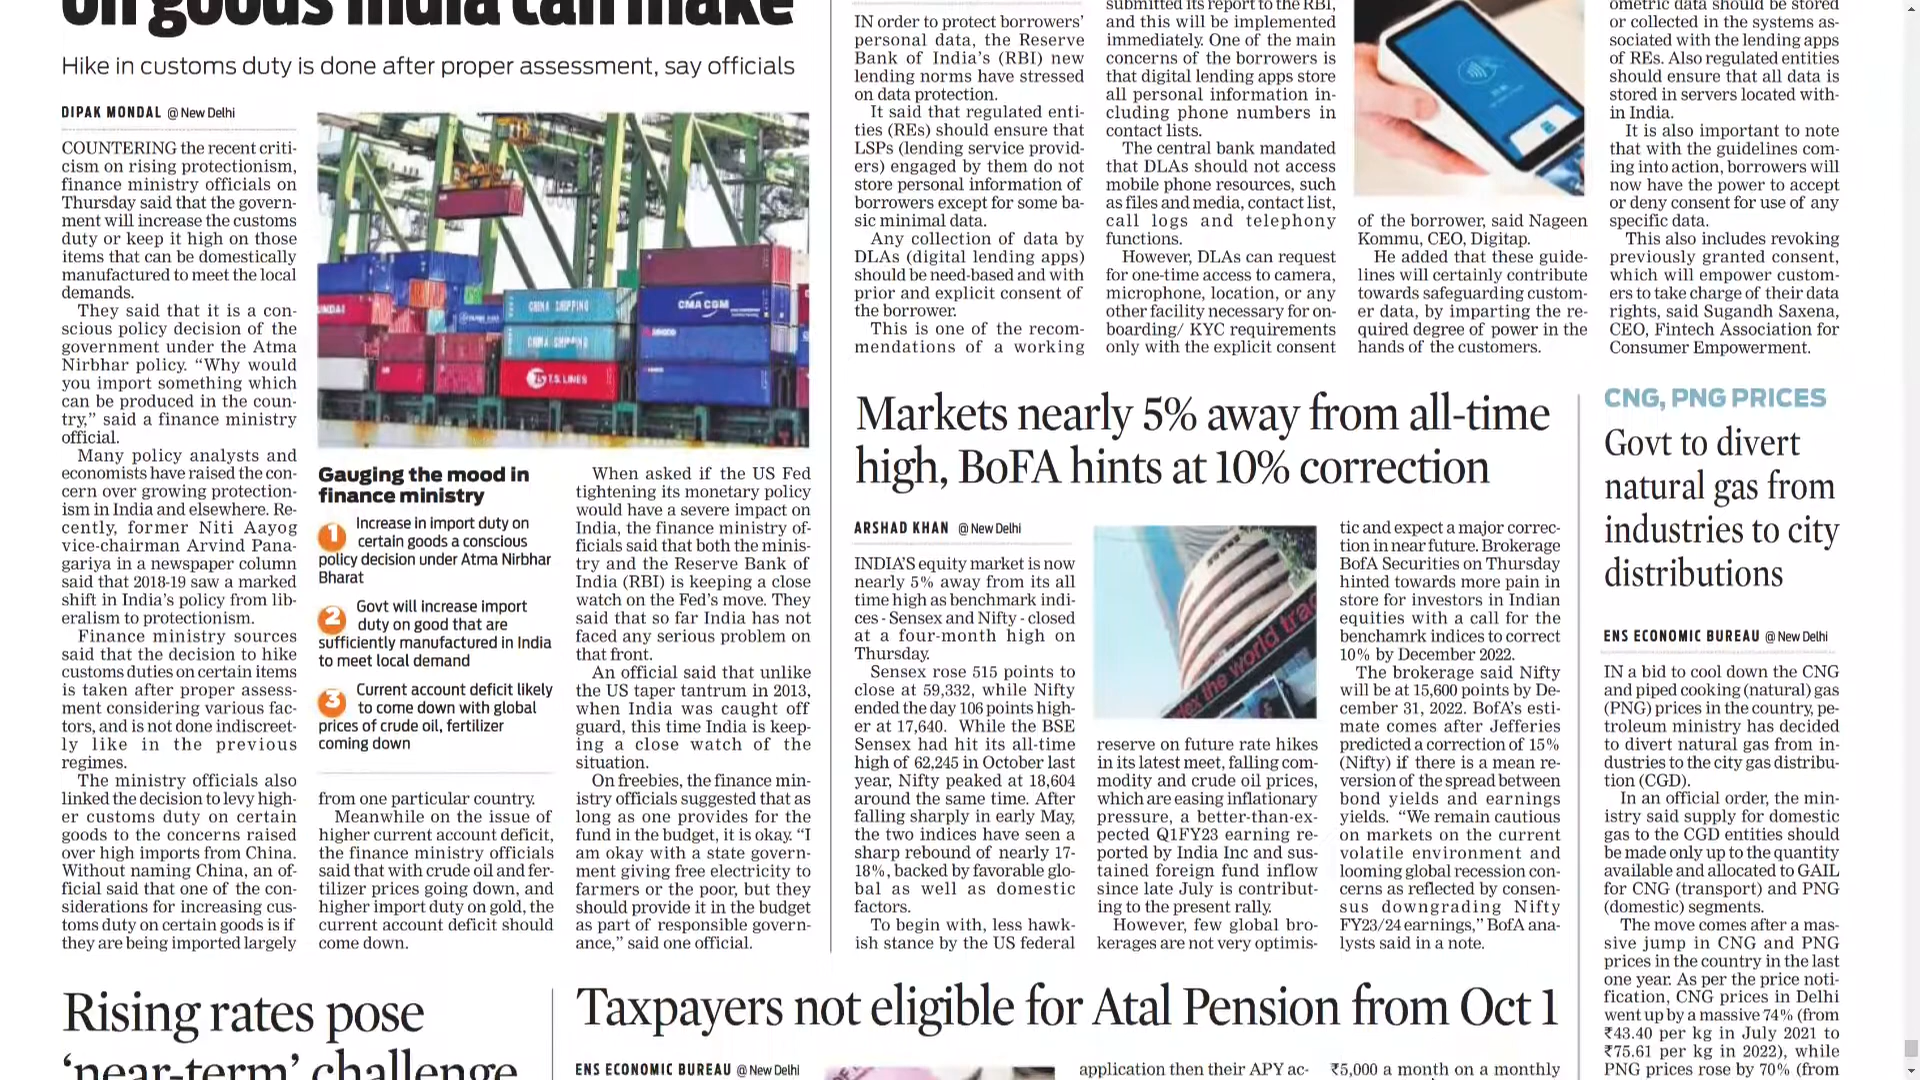 on goods India can make
Hike in customs duty is done after proper assessment, say officials
DIPAK MONDAL @ New Delhi
COUNTERING the recent criti-
cism on rising protectionism,
finance ministry officials on
Thursday said that the govern-
ment will increase the customs
duty or keep it high on those
items that can be domestically
manufactured to meet the local
demands.
They said that it is a con-
scious policy decision of the
government under the Atma
Nirbhar policy. “Why would
you import something which
can be produced in the coun-
try,” said a finance ministry
official.
Many policy analysts and
economists have raised the con-
cern over growing protection-
ism in India and elsewhere. Re-
cently, former Niti Aayog
vice-chairman Arvind Pana-
gariya in a newspaper column
said that 2018-19 saw a marked
shift in India’s policy from lib-
eralism to protectionism.
Finance ministry sources
said that the decision to hike
customs duties on certain items
is taken after proper assess-
ment considering various fac-
tors, and is not done indiscreet-
ly like in the previous
regimes.
The ministry officials also
linked the decision to levy high-
er customs duty on certain
goods to the concerns raised
over high imports from China.
Without naming China, an of-
ficial said that one of the con-
siderations for increasing cus-
toms duty on certain goods is if
they are being imported largely
CHINA SHIPPING
CMA CGM
CHINA SHIPPING
T.S. LINES
Gauging the mood in
finance ministry
1 Increase in import duty on
certain goods a conscious
policy decision under Atma Nirbhar
Bharat
2 Govt will increase import
duty on good that are
sufficiently manufactured in India
to meet local demand
3 Current account deficit likely
to come down with global
prices of crude oil, fertilizer
coming down
from one particular country.
Meanwhile on the issue of
higher current account deficit,
the finance ministry officials
said that with crude oil and fer-
tilizer prices going down, and
higher import duty on gold, the
current account deficit should
come down.
When asked if the US Fed
tightening its monetary policy
would have a severe impact on
India, the finance ministry of-
ficials said that both the minis-
try and the Reserve Bank of
India (RBI) is keeping a close
watch on the Fed’s move. They
said that so far India has not
faced any serious problem on
that front.
An official said that unlike
the US taper tantrum in 2013,
when India was caught off
guard, this time India is keep-
ing a close watch of the
situation.
On freebies, the finance min-
istry officials suggested that as
long as one provides for the
fund in the budget, it is okay. “I
am okay with a state govern-
ment giving free electricity to
farmers or the poor, but they
should provide it in the budget
as part of responsible govern-
ance,” said one official.
IN order to protect borrowers’
personal data, the Reserve
Bank of India’s (RBI) new
lending norms have stressed
on data protection.
It said that regulated enti-
ties (REs) should ensure that
LSPs (lending service provid-
ers) engaged by them do not
store personal information of
borrowers except for some ba-
sic minimal data.
Any collection of data by
DLAs (digital lending apps)
should be need-based and with
prior and explicit consent of
the borrower.
This is one of the recom-
mendations of a working
submitted its report to the RBI,
and this will be implemented
immediately. One of the main
concerns of the borrowers is
that digital lending apps store
all personal information in-
cluding phone numbers in
contact lists.
The central bank mandated
that DLAs should not access
mobile phone resources, such
as files and media, contact list,
call logs and telephony
functions.
However, DLAs can request
for one-time access to camera,
microphone, location, or any
other facility necessary for on-
boarding/ KYC requirements
only with the explicit consent
of the borrower, said Nageen
Kommu, CEO, Digitap.
He added that these guide-
lines will certainly contribute
towards safeguarding custom-
er data, by imparting the re-
quired degree of power in the
hands of the customers.
ometric data should be stored
or collected in the systems as-
sociated with the lending apps
of REs. Also regulated entities
should ensure that all data is
stored in servers located with-
in India.
It is also important to note
that with the guidelines com-
ing into action, borrowers will
now have the power to accept
or deny consent for use of any
specific data.
This also includes revoking
previously granted consent,
which will empower custom-
ers to take charge of their data
rights, said Sugandh Saxena,
CEO, Fintech Association for
Consumer Empowerment.
Markets nearly 5% away from all-time
high, BoFA hints at 10% correction
ARSHAD KHAN @ New Delhi
INDIA’S equity market is now
nearly 5% away from its all
time high as benchmark indi-
ces - Sensex and Nifty - closed
at a four-month high on
Thursday.
Sensex rose 515 points to
close at 59,332, while Nifty
ended the day 106 points high-
er at 17,640. While the BSE
Sensex had hit its all-time
high of 62,245 in October last
year, Nifty peaked at 18,604
around the same time. After
falling sharply in early May,
the two indices have seen a
sharp rebound of nearly 17-
18%, backed by favorable glo-
bal as well as domestic
factors.
To begin with, less hawk-
ish stance by the US federal
dex the world trac
reserve on future rate hikes
in its latest meet, falling com-
modity and crude oil prices,
which are easing inflationary
pressure, a better-than-ex-
pected Q1FY23 earning re-
ported by India Inc and sus-
tained foreign fund inflow
since late July is contribut-
ing to the present rally.
However, few global bro-
kerages are not very optimis-
tic and expect a major correc-
tion in near future. Brokerage
BofA Securities on Thursday
hinted towards more pain in
store for investors in Indian
equities with a call for the
benchamrk indices to correct
10% by December 2022.
The brokerage said Nifty
will be at 15,600 points by De-
cember 31, 2022. BofA’s esti-
mate comes after Jefferies
predicted a correction of 15%
(Nifty) if there is a mean re-
version of the spread between
bond yields and earnings
yields. “We remain cautious
on markets on the current
volatile environment and
looming global recession con-
cerns as reflected by consen-
sus downgrading Nifty
FY23/24 earnings,” BofA ana-
lysts said in a note.
CNG, PNG PRICES
Govt to divert
natural gas from
industries to city
distributions
ENS ECONOMIC BUREAU @ New Delhi
IN a bid to cool down the CNG
and piped cooking (natural) gas
(PNG) prices in the country, pe-
troleum ministry has decided
to divert natural gas from in-
dustries to the city gas distribu-
tion (CGD).
In an official order, the min-
istry said supply for domestic
gas to the CGD entities should
be made only up to the quantity
available and allocated to GAIL
for CNG (transport) and PNG
(domestic) segments.
The move comes after a mas-
sive jump in CNG and PNG
prices in the country in the last
one year. As per the price noti-
fication, CNG prices in Delhi
went up by a massive 74% (from
₹43.40 per kg in July 2021 to
₹75.61 per kg in 2022), while
PNG prices rose by 70% (from
Rising rates pose
‘near-term’ challenge
Taxpayers not eligible for Atal Pension from Oct 1
ENS ECONOMIC BUREAU @ New Delhi
application then their APY ac-
₹5,000 a month on a monthly